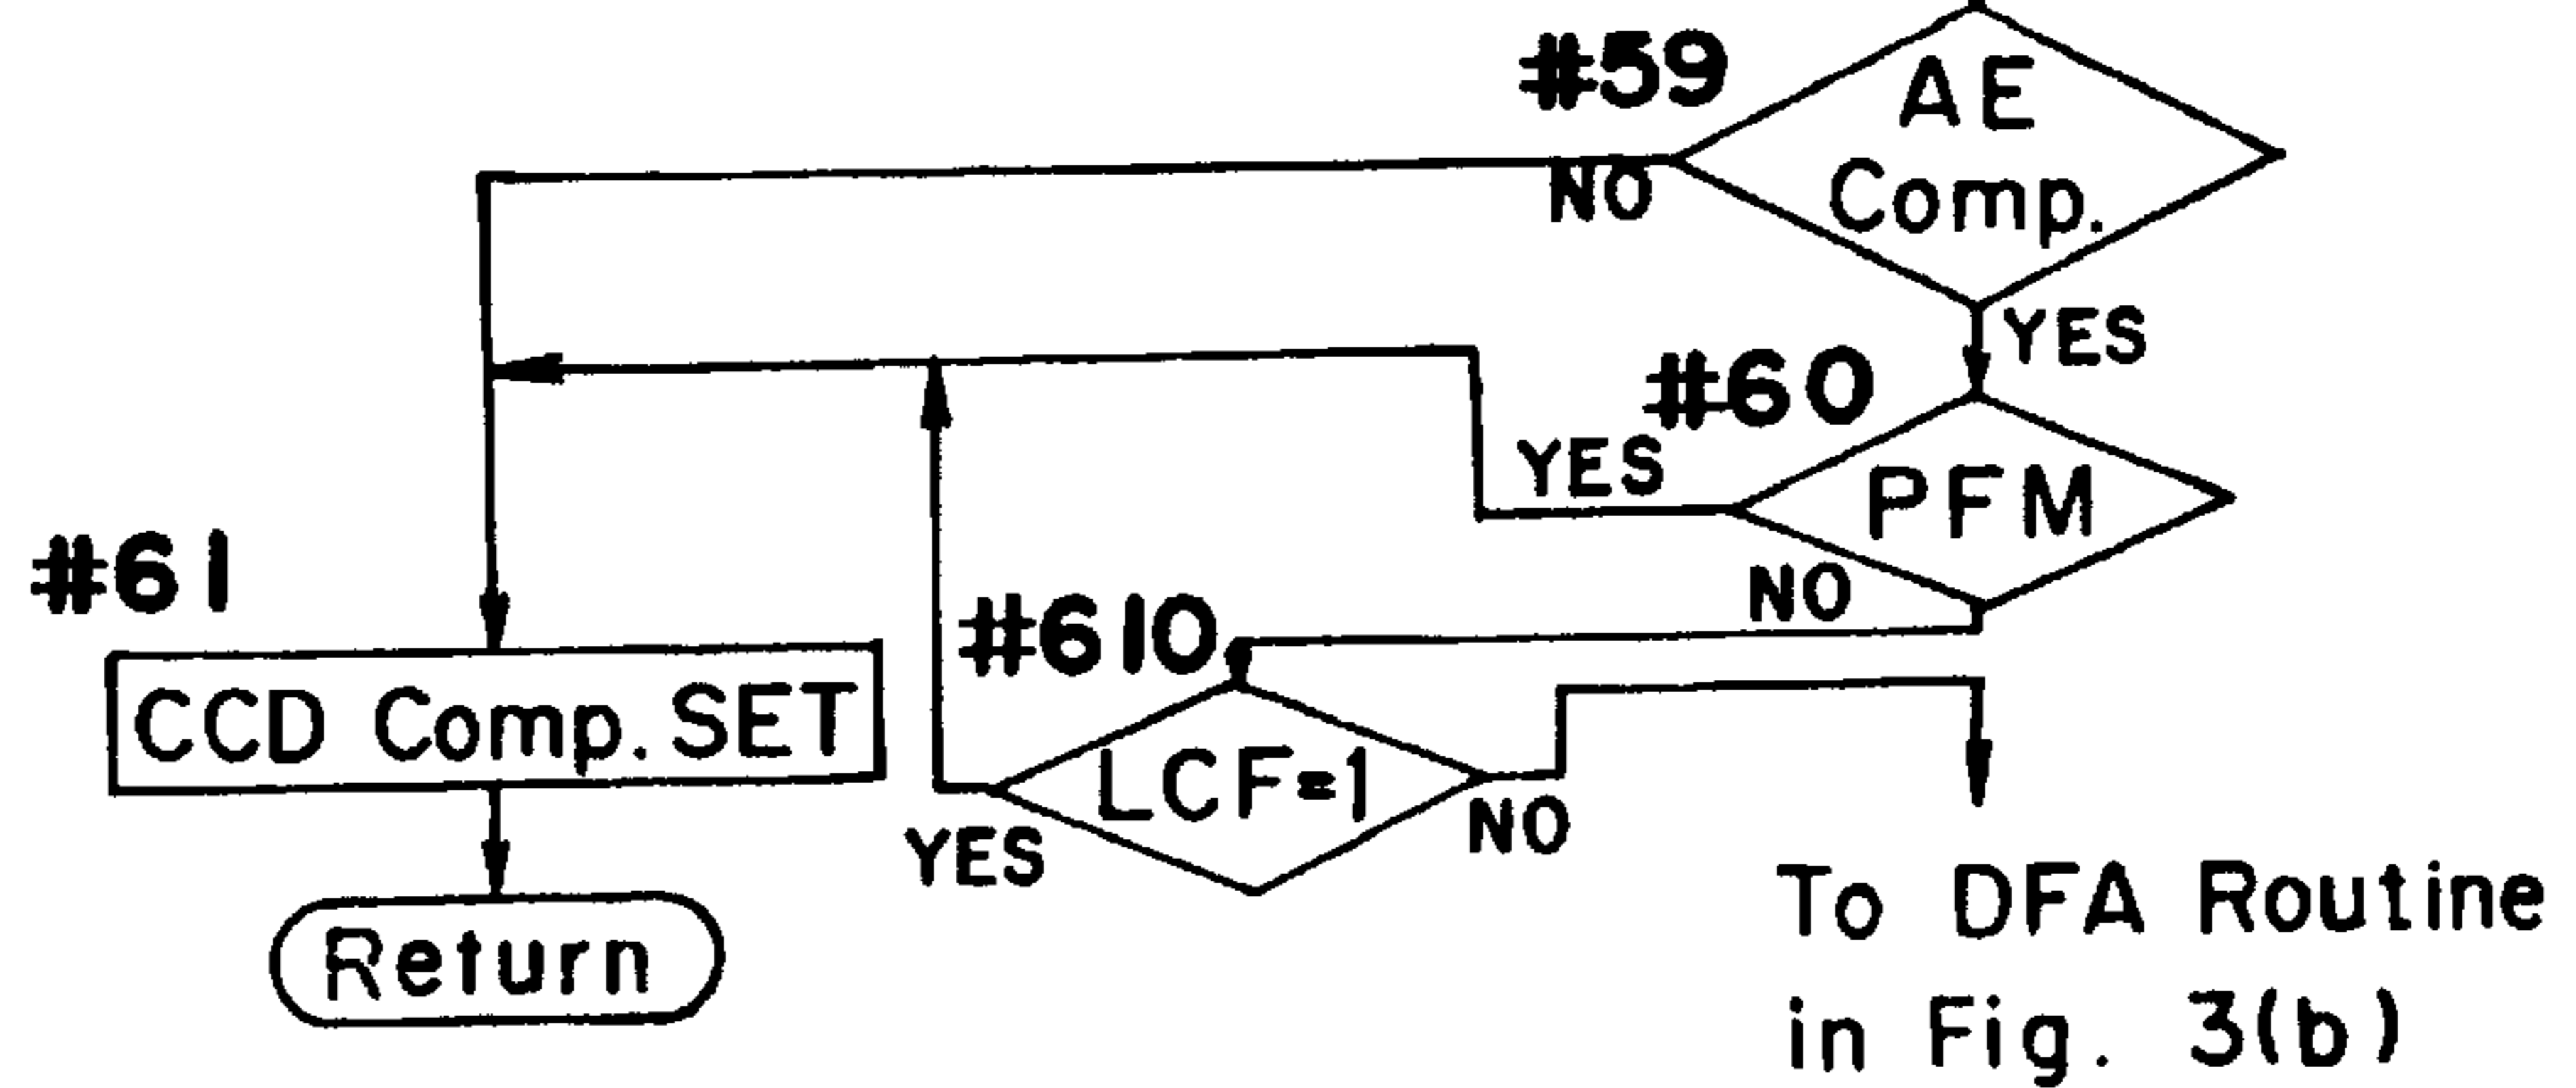 #59
AE
Comp.
NO
YES
#60
YES
PFM
NO
#61
#610
CCD Comp. SET
LCF=1
YES
NO
Return
To DFA Routine
in Fig. 3(b)